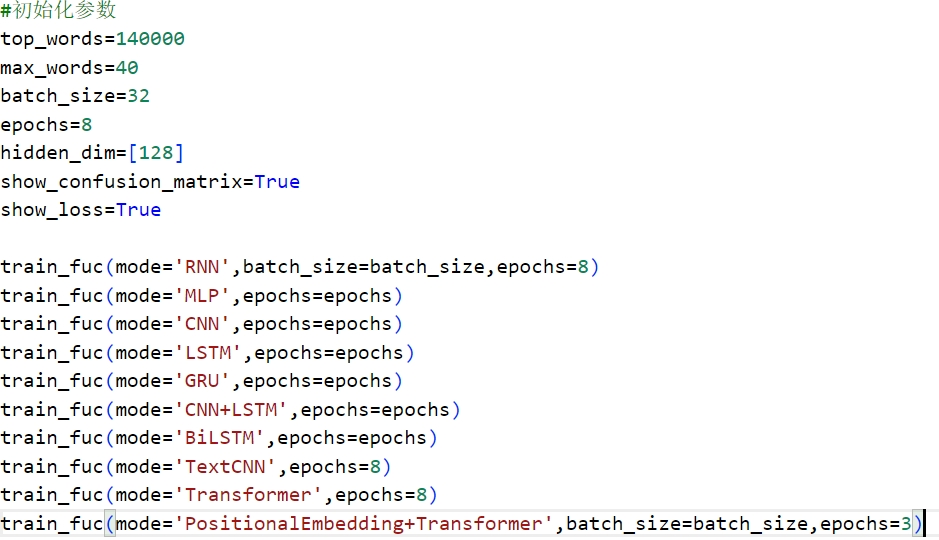 #初始化参数
top_words=140000
max_words=40
batch_size=32
epochs=8
hidden_dim=[128]
show_confusion_matrix=True
show_loss=True
train_fuc(mode='RNN',batch_size=batch_size,epochs=8)
train_fuc(mode='MLP',epochs=epochs)
train_fuc(mode='CNN',epochs=epochs)
train_fuc(mode='LSTM',epochs=epochs)
train_fuc(mode='GRU',epochs=epochs)
train_fuc(mode='CNN+LSTM',epochs=epochs)
train_fuc(mode='BiLSTM',epochs=epochs)
train_fuc(mode='TextCNN',epochs=8)
train_fuc(mode='Transformer',epochs=8)
train_fuc(mode='PositionalEmbedding+Transformer',batch_size=batch_size,epochs=3)